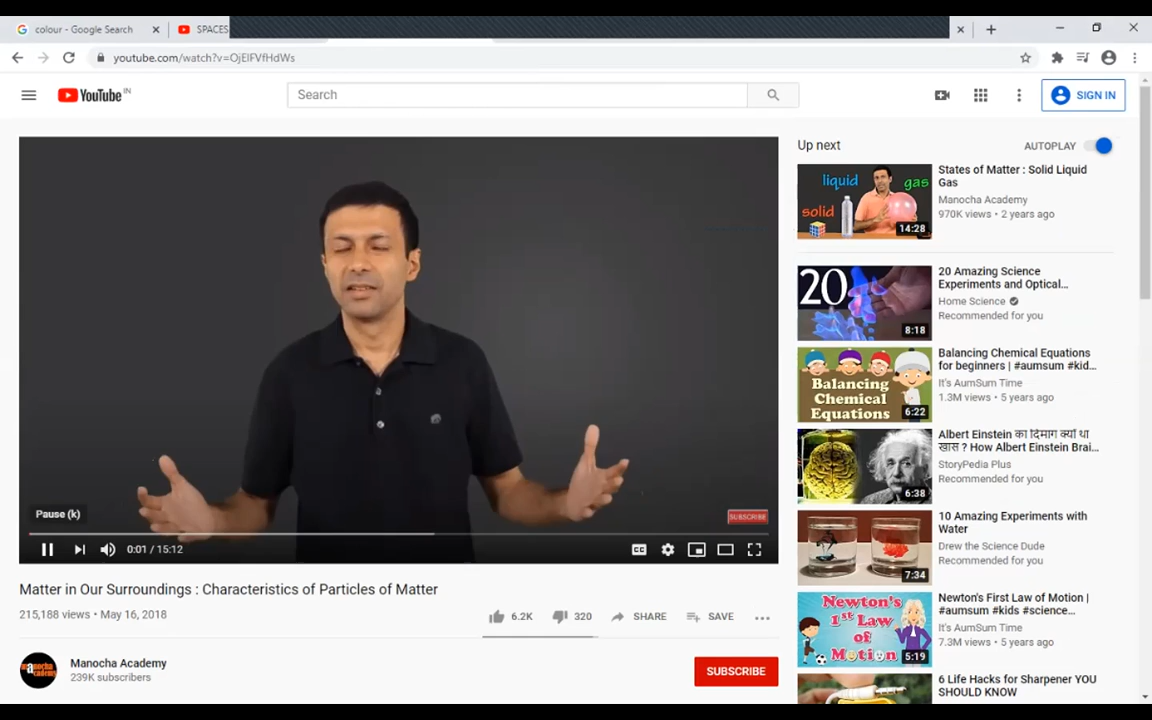 colour - Google Search
SPACES
youtube.com/watch?v=OjElFVfHdWs
YouTube IN
Search
SIGN IN
Pause (k)
SUBSCRIBE
0:01 / 15:12
CC
Matter in Our Surroundings : Characteristics of Particles of Matter
215,188 views • May 16, 2018
6.2K
320
SHARE
SAVE
manocha academy
Manocha Academy
239K subscribers
SUBSCRIBE
Up next
AUTOPLAY
liquid
gas
solid
14:28
States of Matter : Solid Liquid
Gas
Manocha Academy
970K views • 2 years ago
20
8:18
20 Amazing Science
Experiments and Optical...
Home Science
Recommended for you
Balancing
Chemical
Equations
6:22
Balancing Chemical Equations
for beginners | #aumsum #kid...
It's AumSum Time
1.3M views • 5 years ago
6:38
Albert Einstein का दिमाग क्यों था
खास ? How Albert Einstein Brai...
StoryPedia Plus
Recommended for you
7:34
10 Amazing Experiments with
Water
Drew the Science Dude
Recommended for you
Newton's
1st Law
of
Motion
5:19
Newton's First Law of Motion |
#aumsum #kids #science...
It's AumSum Time
7.3M views • 5 years ago
6 Life Hacks for Sharpener YOU
SHOULD KNOW